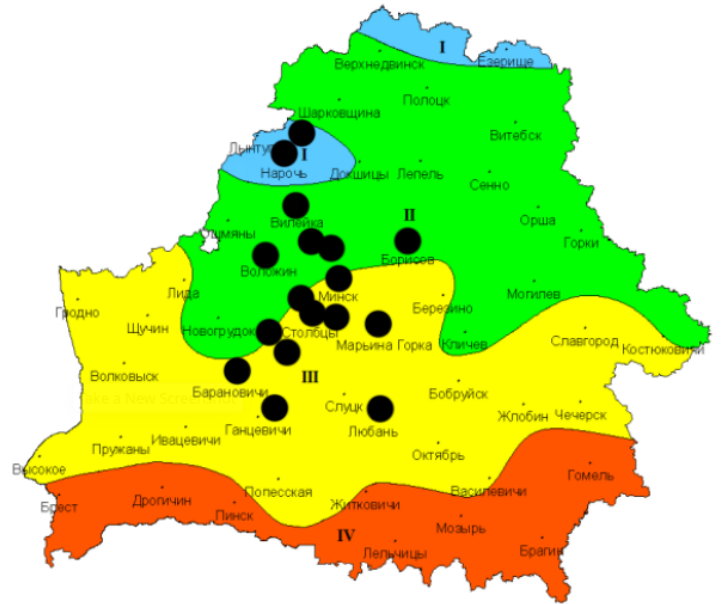 I
Езерище
Верхнедвинск
Полоцк
Шарковщина
Витебск
I
Нарочь
Докшицы
Лепель
Сенно
Вилейка
II
Орша
Горки
Борисов
Воложин
Лида
Минск
Могилев
Березино
Гродно
Щучин
Новогрудок
Столбцы
Марьина Горка
Кличев
Славгород
Костюковичи
Волковыск
Барановичи
III
Слуцк
Бобруйск
Жлобин
Чечерск
Ганцевичи
Любань
Ивацевичи
Пружаны
Октябрь
Высокое
Гомель
Полесская
Василевичи
Дрогичин
Житковичи
Брест
Пинск
Мозырь
IV
Лельчицы
Брагин